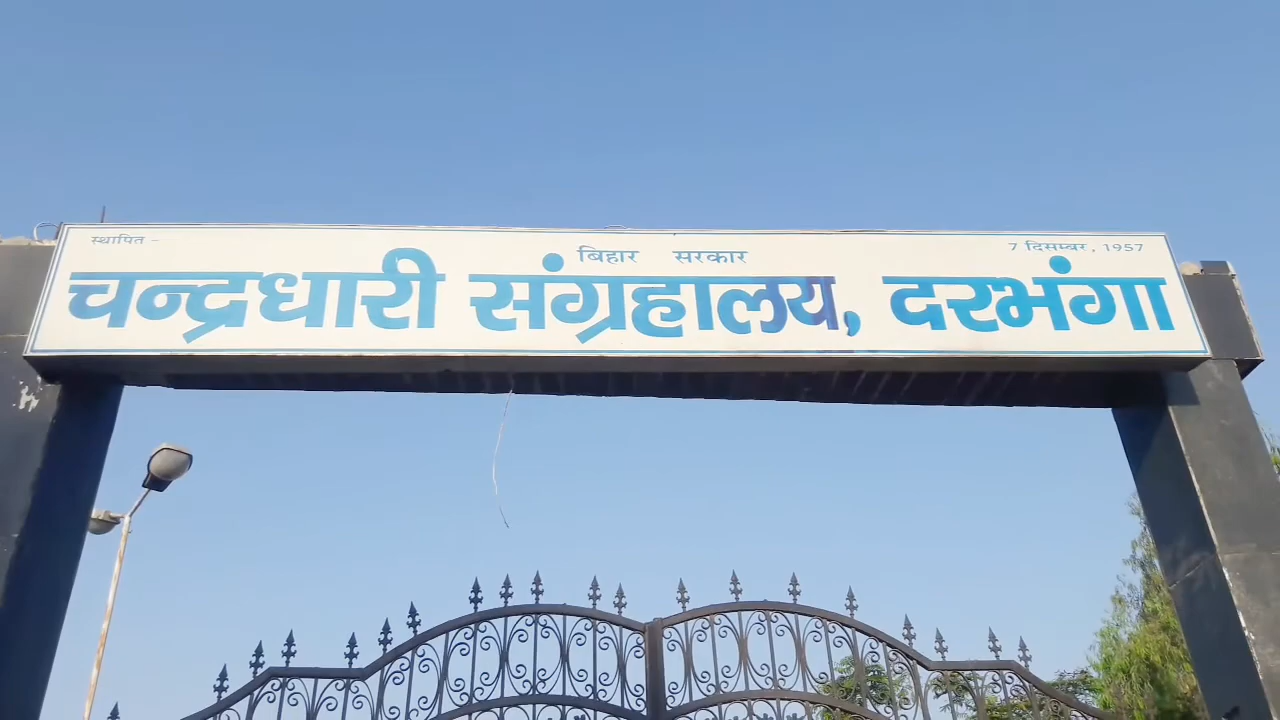 स्थापित -
बिहार सरकार
7 दिसम्बर, 1957
चन्द्रधारी संग्रहालय, दरभंगा